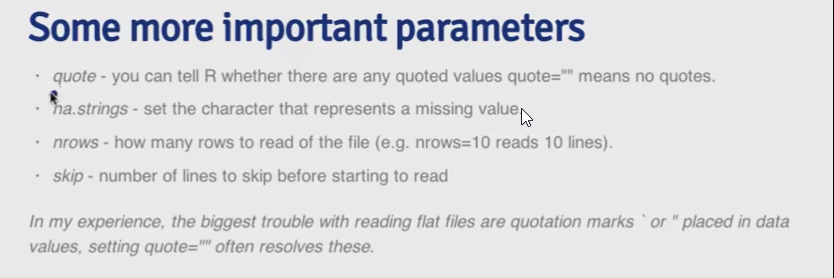 Some more important parameters
· quote - you can tell R whether there are any quoted values quote="" means no quotes.
· na.strings - set the character that represents a missing value.
· nrows - how many rows to read of the file (e.g. nrows=10 reads 10 lines).
· skip - number of lines to skip before starting to read
In my experience, the biggest trouble with reading flat files are quotation marks ` or " placed in data
values, setting quote="" often resolves these.